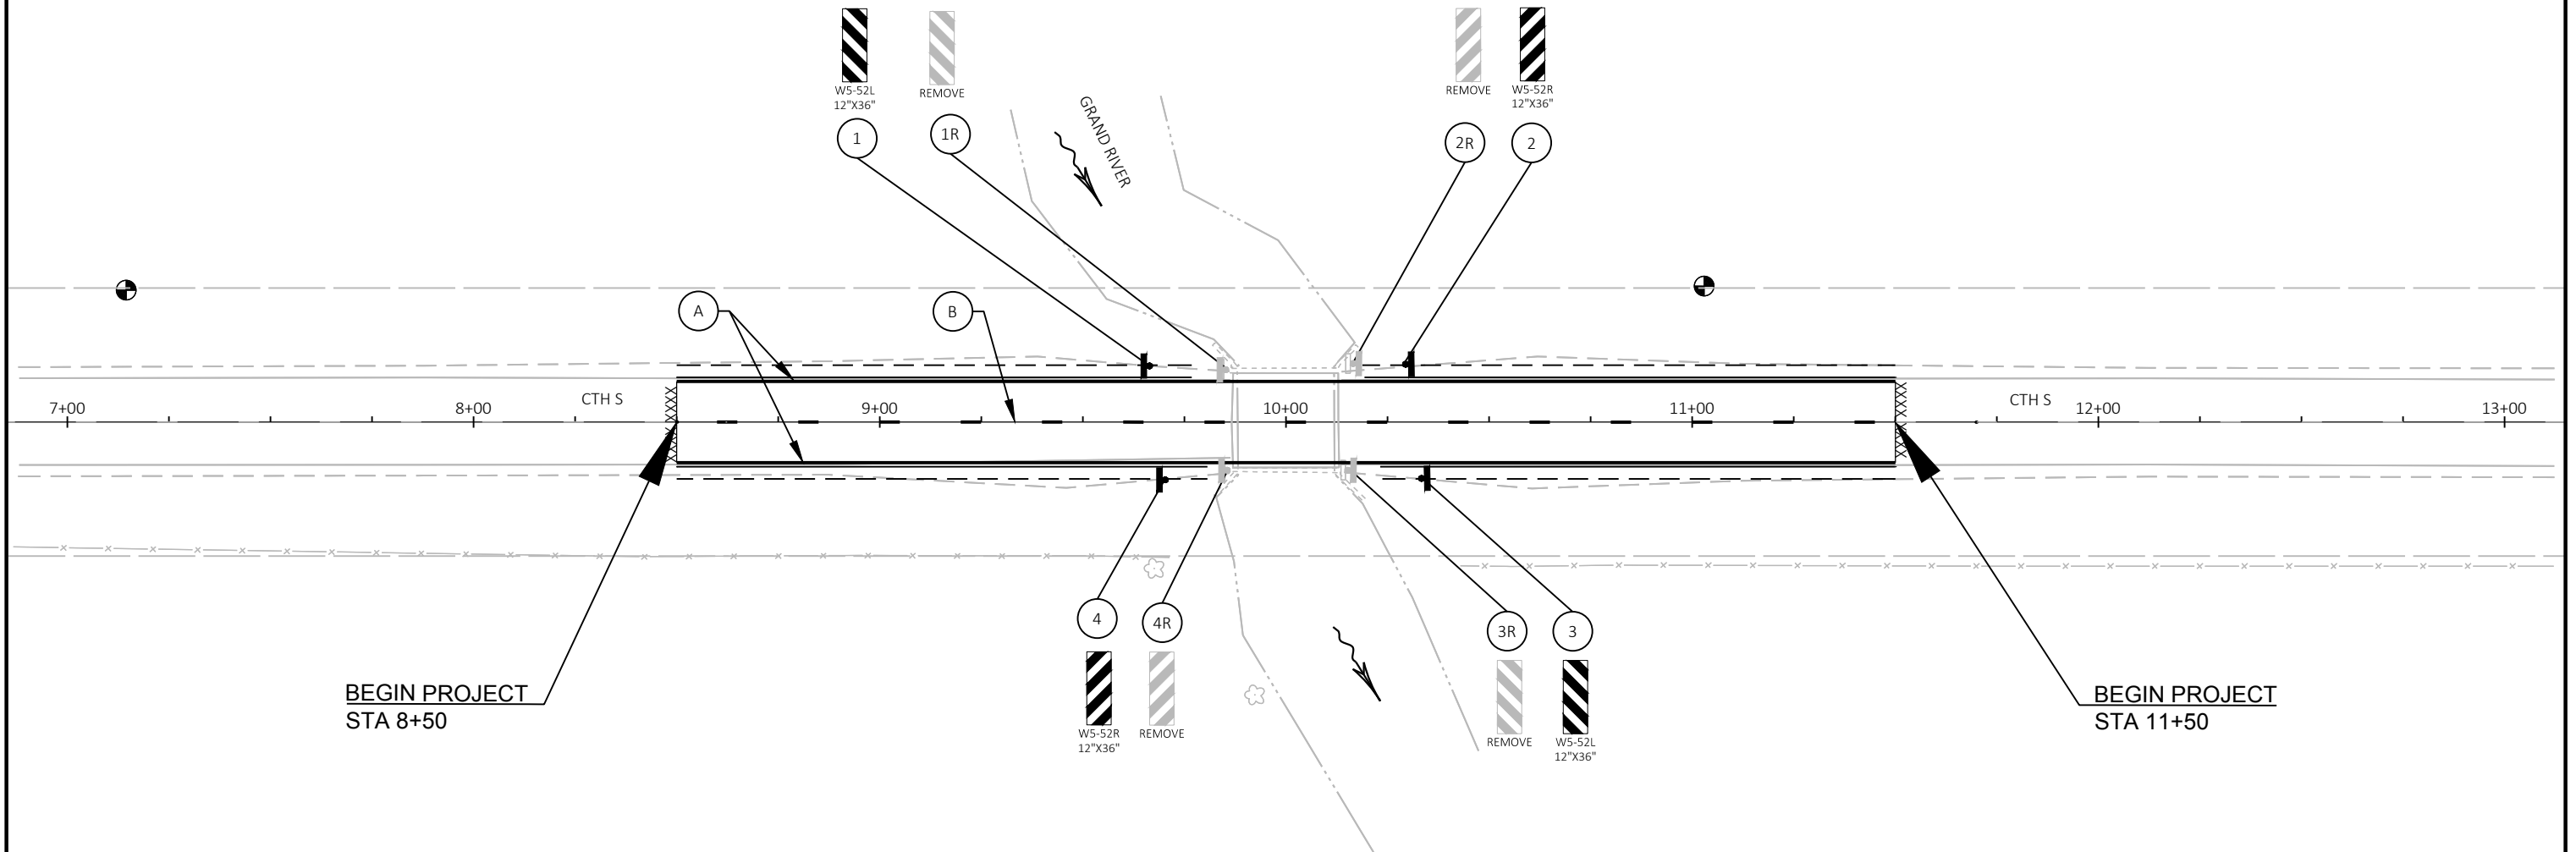 W5-52L
12"X36"
REMOVE
REMOVE
W5-52R
12"X36"
1
1R
2R
2
GRAND RIVER
A
B
CTH S
CTH S
7+00
8+00
9+00
10+00
11+00
12+00
13+00
4
4R
3R
3
W5-52R
12"X36"
REMOVE
REMOVE
W5-52L
12"X36"
BEGIN PROJECT
STA 8+50
BEGIN PROJECT
STA 11+50